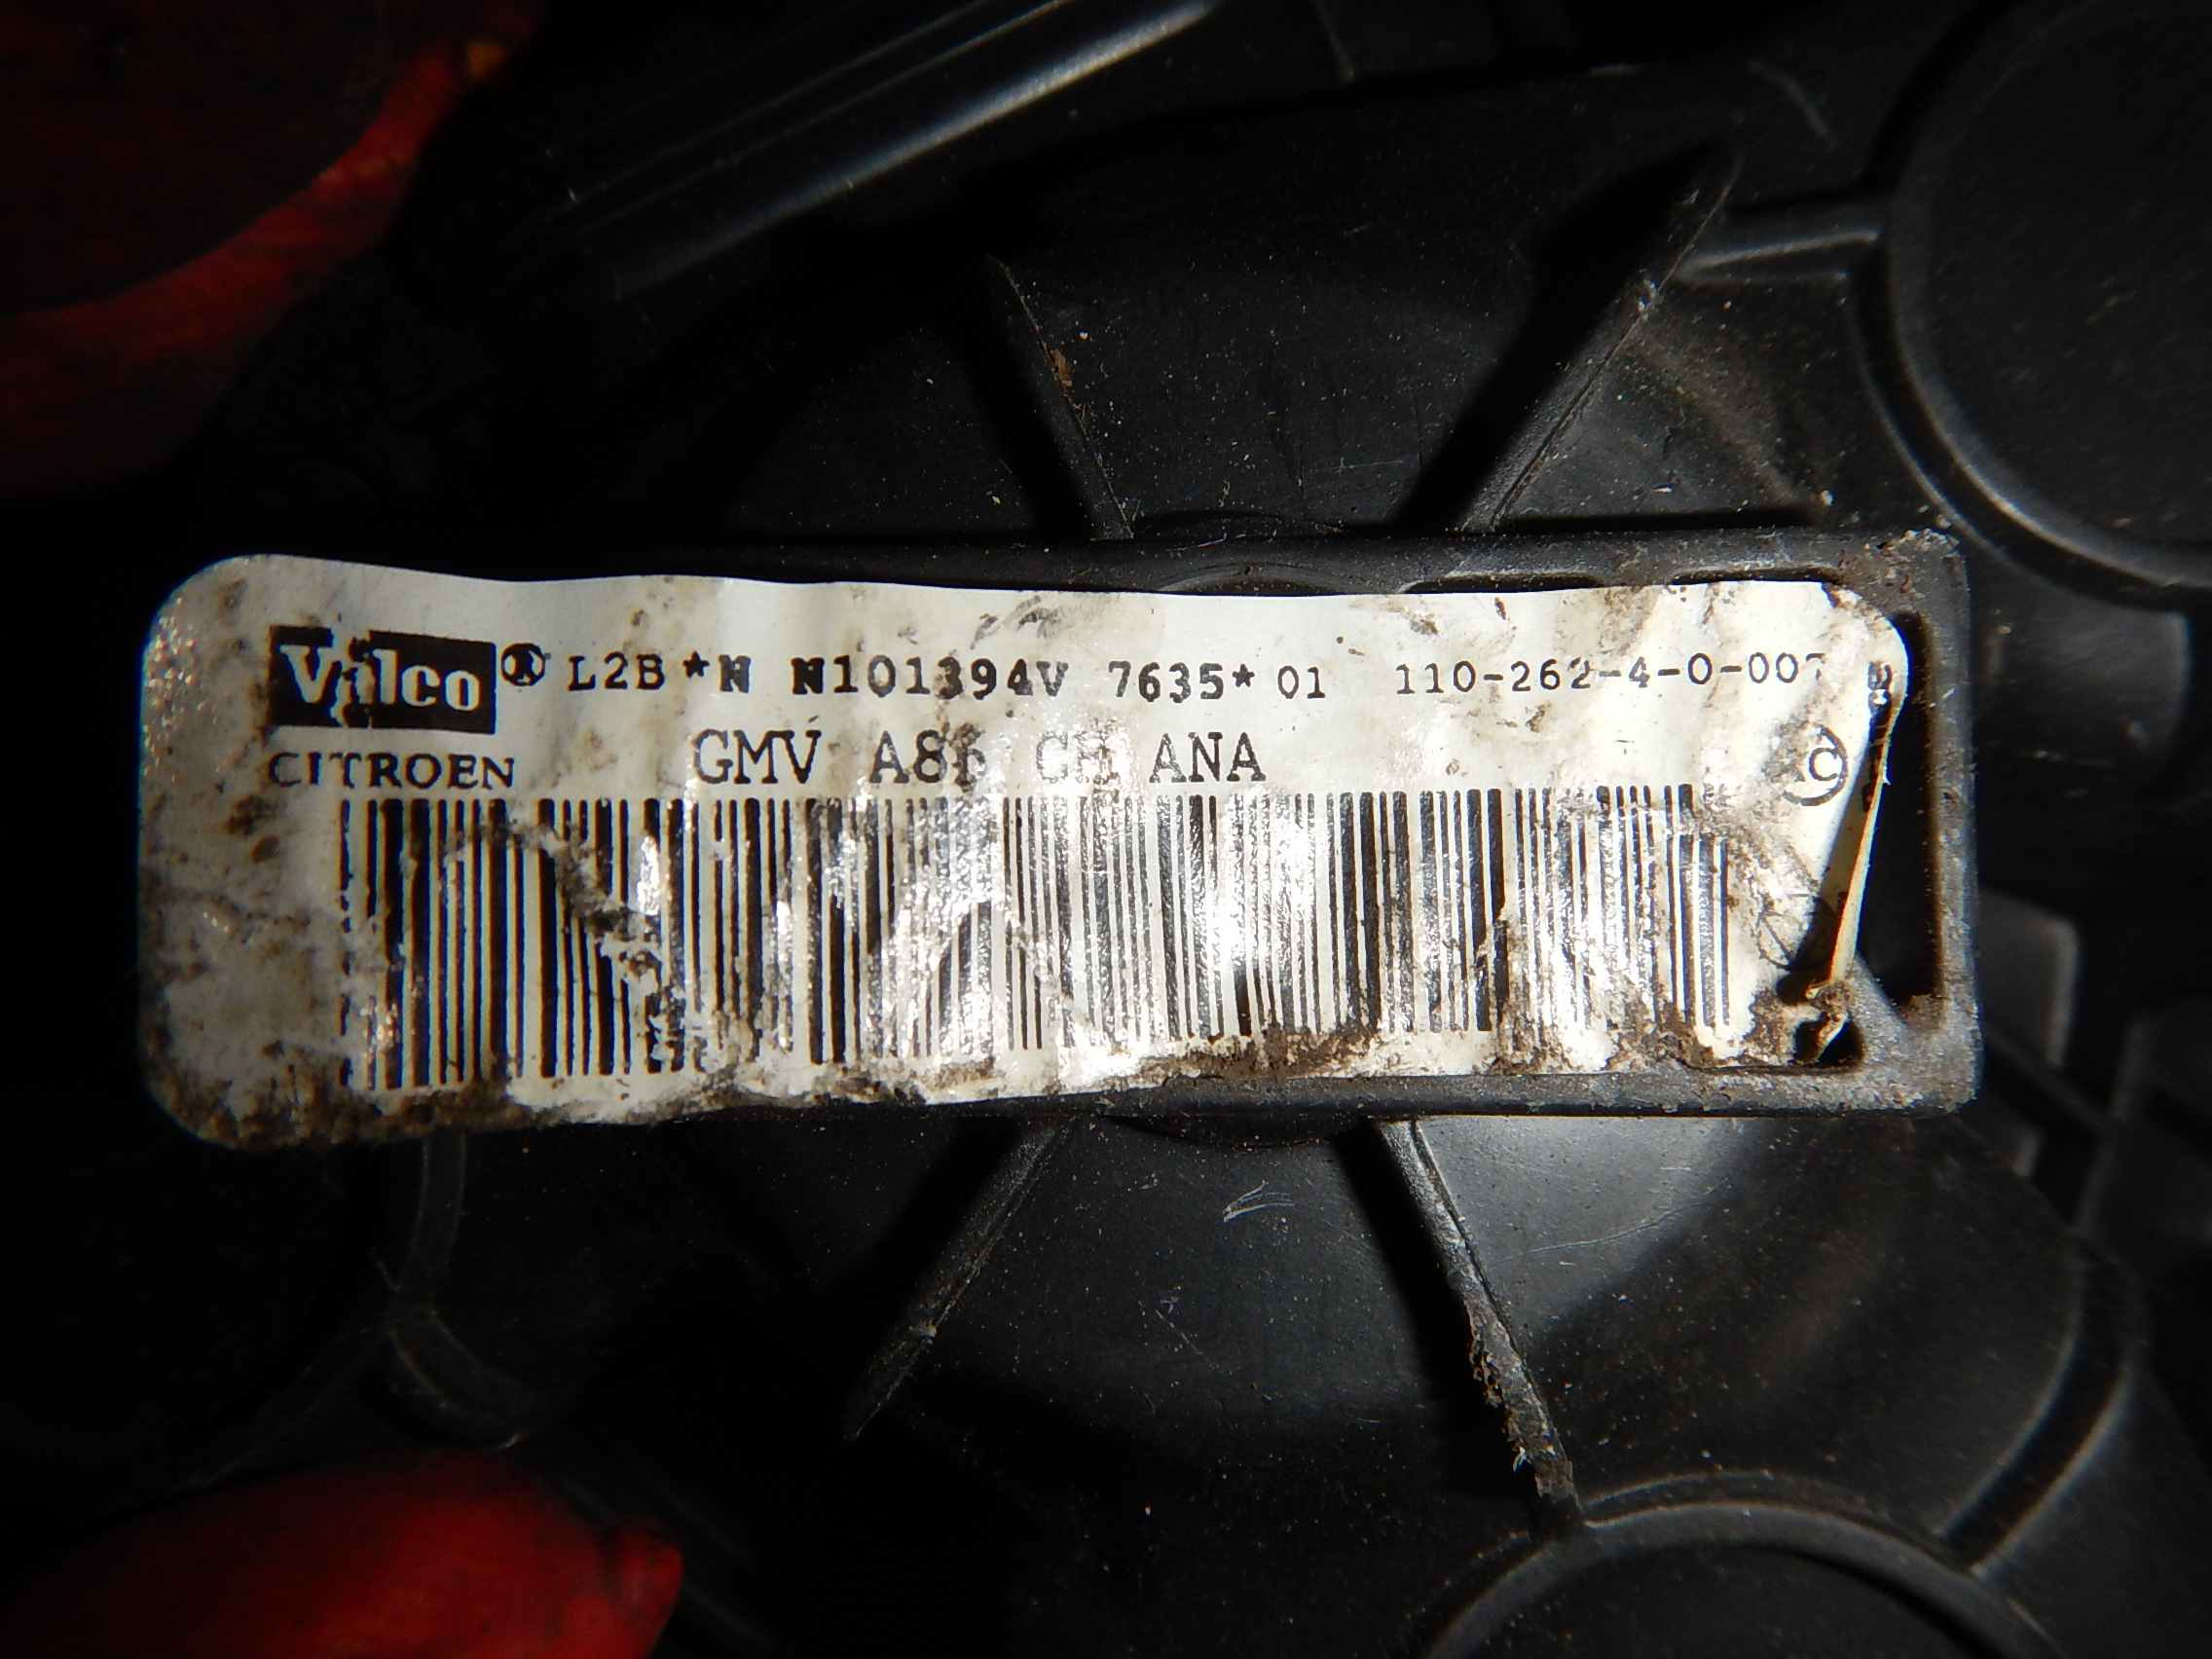 Valeo® L2B *N N101394V 7635* 01 110-262-4-0-007
CITROEN GMV ANA
C